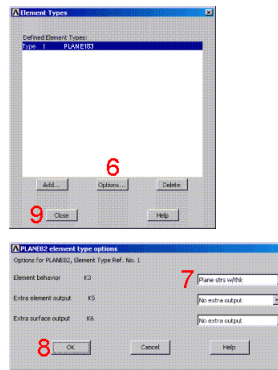 Element Types
Defined Element Types:
Type 1 PLANE183
6
Add... Options... Delete
9 Close Help
PLANE82 element type options
Options for PLANE82, Element Type Ref. No. 1
7
Element behavior K3 Plane strs w/thk
Extra element output K5 No extra output
Extra surface output K6 No extra output
8 OK Cancel Help